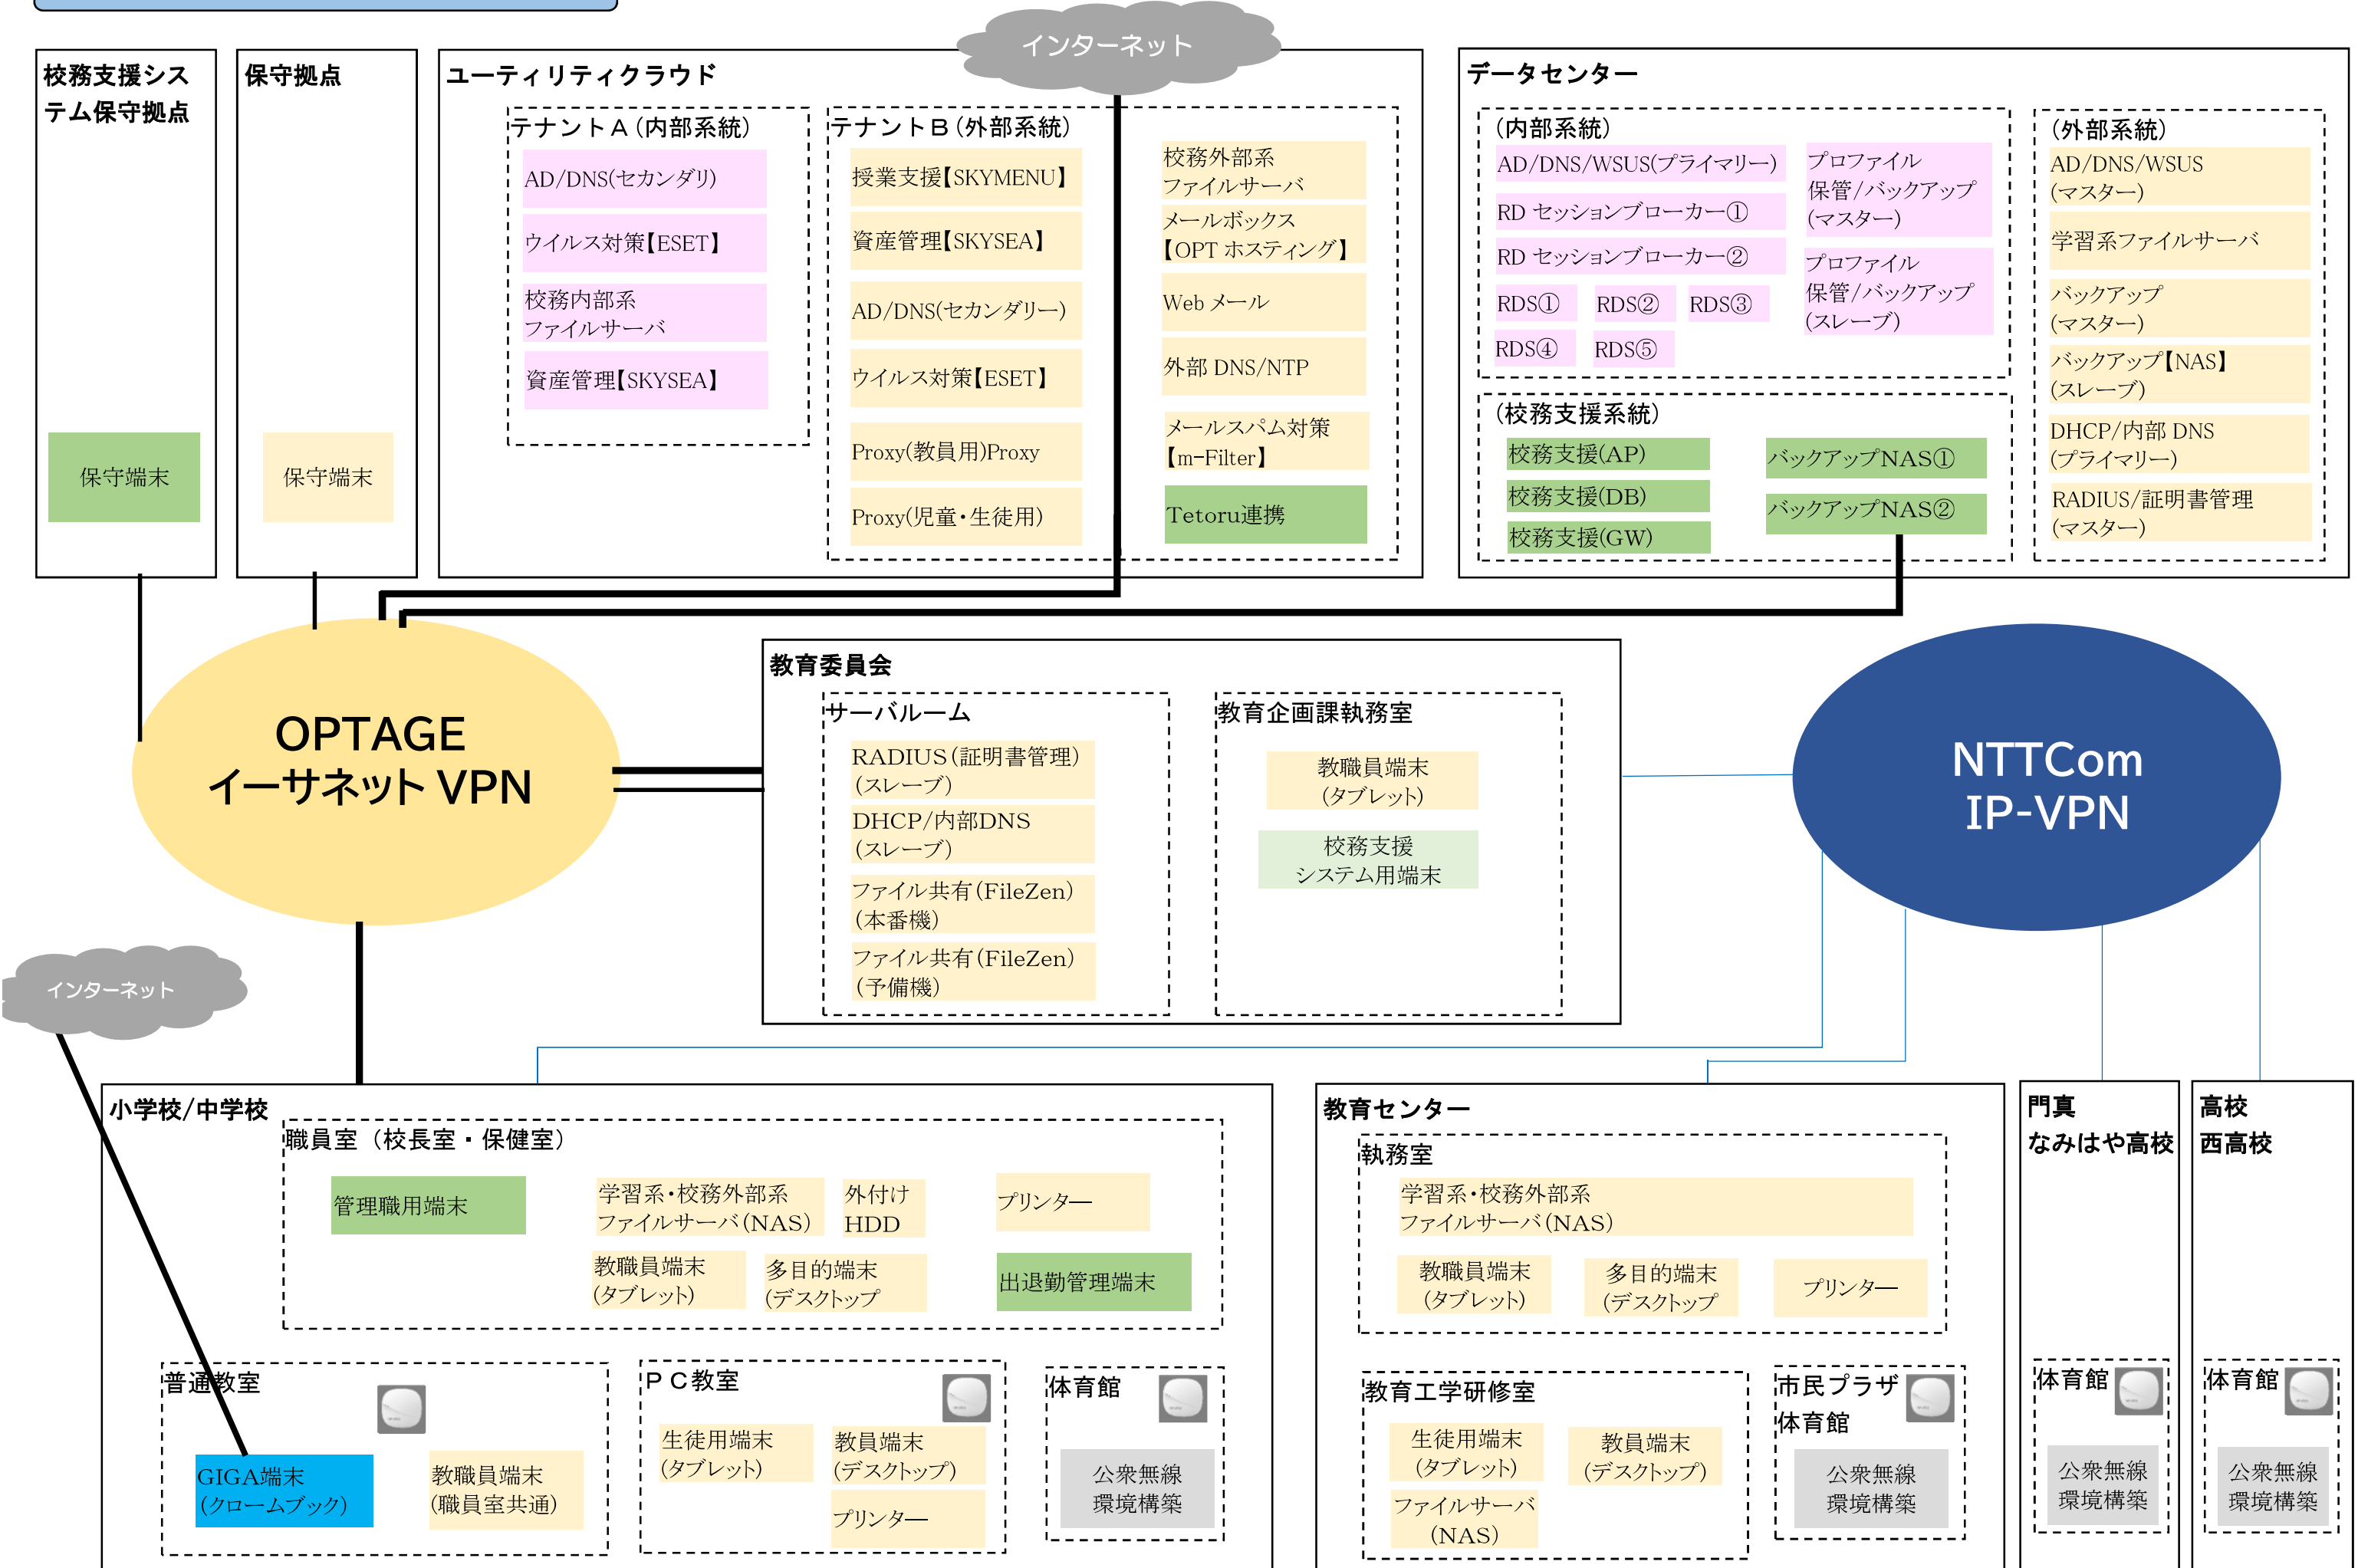 インターネット
校務支援シス
テム保守拠点
保守端末
保守拠点
保守端末
ユーティリティクラウド
テナントA(内部系統)
AD/DNS(セカンダリ)
ウイルス対策【ESET】
校務内部系
ファイルサーバ
資産管理【SKYSEA】
テナントB(外部系統)
授業支援【SKYMENU】
資産管理【SKYSEA】
AD/DNS(セカンダリー)
ウイルス対策【ESET】
Proxy(教員用)Proxy
Proxy(児童・生徒用)
校務外部系
ファイルサーバ
メールボックス
【OPT ホスティング】
Web メール
外部 DNS/NTP
メールスパム対策
【m-Filter】
Tetoru連携
データセンター
(内部系統)
AD/DNS/WSUS(プライマリー)
RD セッションブローカー①
RD セッションブローカー②
RDS①
RDS②
RDS③
RDS④
RDS⑤
プロファイル
保管/バックアップ
(マスター)
プロファイル
保管/バックアップ
(スレーブ)
(校務支援系統)
校務支援(AP)
校務支援(DB)
校務支援(GW)
バックアップNAS①
バックアップNAS②
(外部系統)
AD/DNS/WSUS
(マスター)
学習系ファイルサーバ
バックアップ
(マスター)
バックアップ【NAS】
(スレーブ)
DHCP/内部 DNS
(プライマリー)
RADIUS/証明書管理
(マスター)
OPTAGE
イーサネット VPN
教育委員会
サーバルーム
RADIUS(証明書管理)
(スレーブ)
DHCP/内部DNS
(スレーブ)
ファイル共有(FileZen)
(本番機)
ファイル共有(FileZen)
(予備機)
教育企画課執務室
教職員端末
(タブレット)
校務支援
システム用端末
NTTCom
IP-VPN
インターネット
小学校/中学校
職員室(校長室・保健室)
管理職用端末
学習系・校務外部系
ファイルサーバ(NAS)
外付け
HDD
プリンター
教職員端末
(タブレット)
多目的端末
(デスクトップ
出退勤管理端末
普通教室
GIGA端末
(クロームブック)
教職員端末
(職員室共通)
PC教室
生徒用端末
(タブレット)
教員端末
(デスクトップ)
プリンター
体育館
公衆無線
環境構築
教育センター
執務室
学習系・校務外部系
ファイルサーバ(NAS)
教職員端末
(タブレット)
多目的端末
(デスクトップ
プリンター
教育工学研修室
生徒用端末
(タブレット)
教員端末
(デスクトップ)
ファイルサーバ
(NAS)
市民プラザ
体育館
公衆無線
環境構築
門真
なみはや高校
体育館
公衆無線
環境構築
高校
西高校
体育館
公衆無線
環境構築